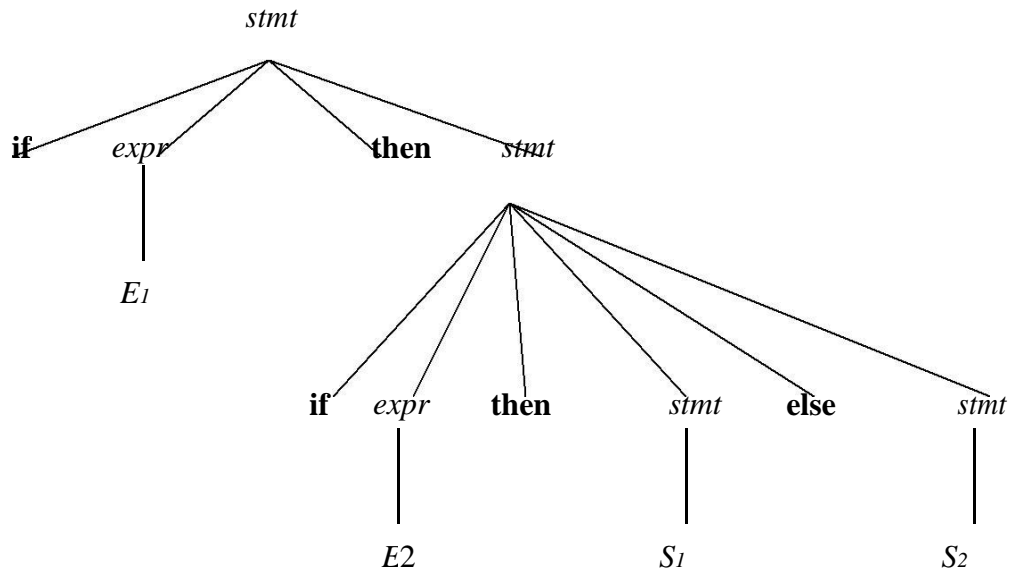 stmt
if expr then stmt
E1
if expr then stmt else stmt
E2 S1 S2